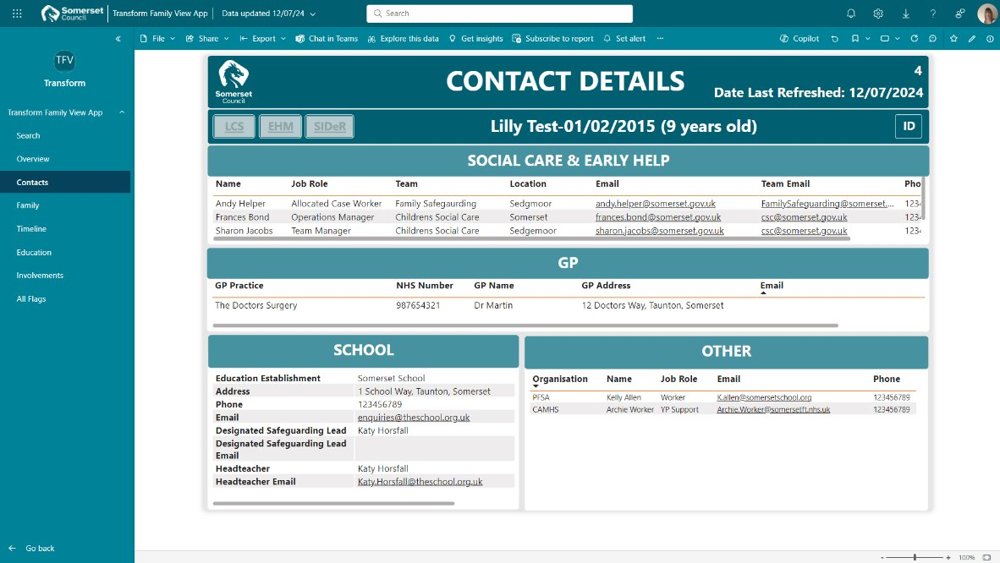 Somerset Council Transform Family View App Data updated 12/07/24 Search
File Share Export Chat in Teams Explore this data Get insights Subscribe to report Set alert ... Copilot
TFV
Transform
Transform Family View App
Search
Overview
Contacts
Family
Timeline
Education
Involvements
All Flags
Go back
Somerset Council
CONTACT DETAILS
4
Date Last Refreshed: 12/07/2024
LCS EHM SIDeR Lilly Test-01/02/2015 (9 years old) ID
SOCIAL CARE & EARLY HELP
Name Job Role Team Location Email Team Email Pho
Andy Helper Allocated Case Worker Family Safegaurding Sedgmoor andy.helper@somerset.gov.uk FamilySafeguarding@somerset.... 123
Frances Bond Operations Manager Childrens Social Care Somerset frances.bond@somerset.gov.uk csc@somerset.gov.uk 123
Sharon Jacobs Team Manager Childrens Social Care Sedgemoor sharon.jacobs@somerset.gov.uk csc@somerset.gov.uk 123
GP
GP Practice NHS Number GP Name GP Address Email
The Doctors Surgery 987654321 Dr Martin 12 Doctors Way, Taunton, Somerset
SCHOOL
Education Establishment Somerset School
Address 1 School Way, Taunton, Somerset
Phone 123456789
Email enquiries@theschool.org.uk
Designated Safeguarding Lead Katy Horsfall
Designated Safeguarding Lead
Email
Headteacher Katy Horsfall
Headteacher Email Katy.Horsfall@theschool.org.uk
OTHER
Organisation Name Job Role Email Phone
PFSA Kelly Allen Worker K.allen@somersetschool.org 123456789
CAMHS Archie Worker YP Support Archie.Worker@somersetft.nhs.uk 123456789
- + 100%